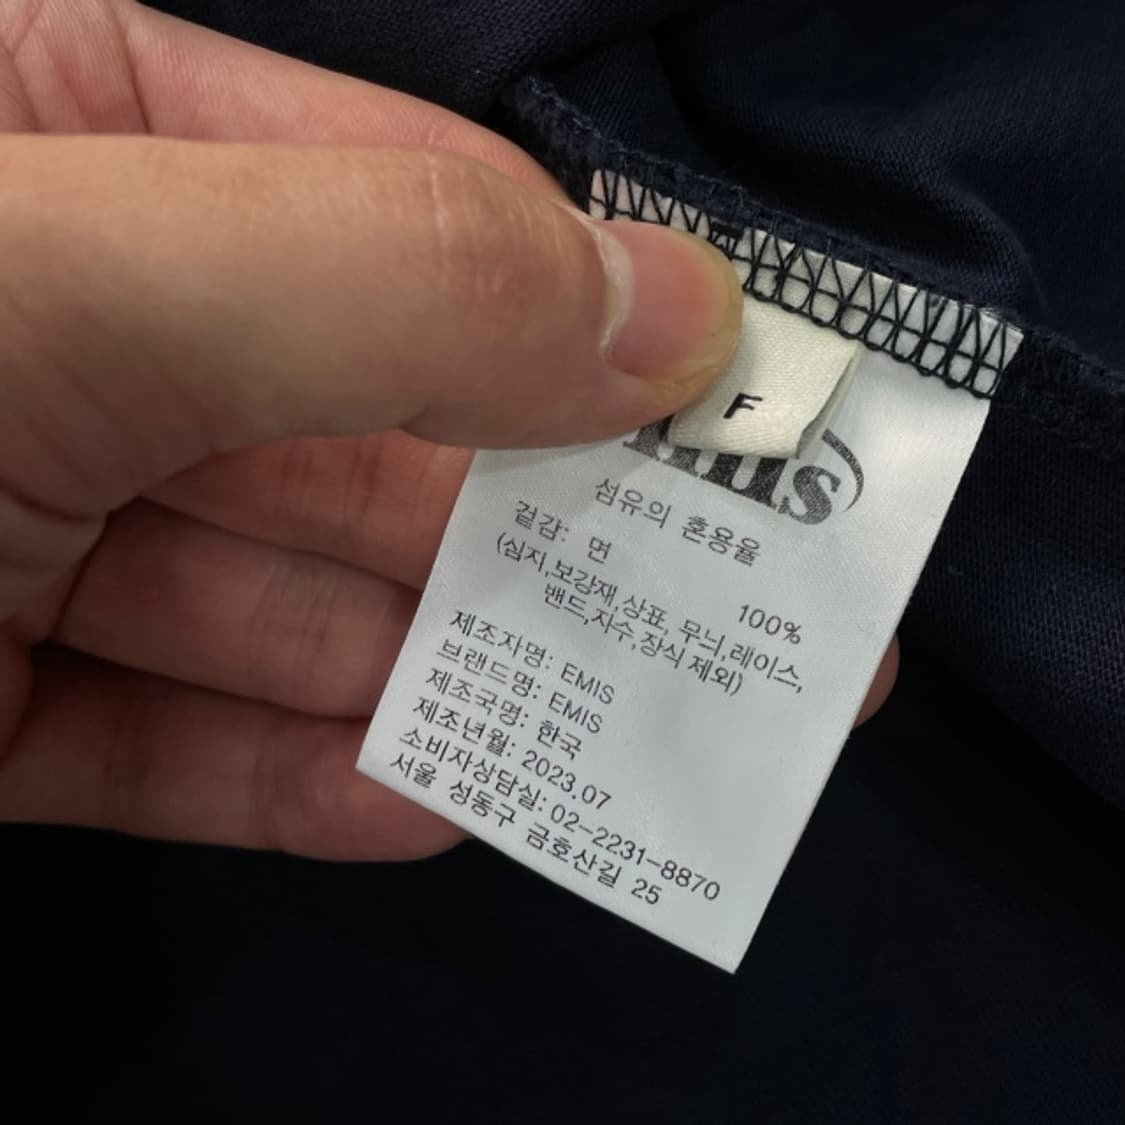 F
섬유의 혼용율
겉감: 면 100%
(심지,보강재,상표, 무늬,레이스,
밴드,자수,장식 제외)
제조자명: EMIS
브랜드명: EMIS
제조국명: 한국
제조년월: 2023.07
소비자상담실: 02-2231-8870
서울 성동구 금호산길 25